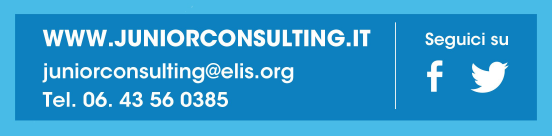 WWW.JUNIORCONSULTING.IT
juniorconsulting@elis.org
Tel. 06. 43 56 0385
Seguici su